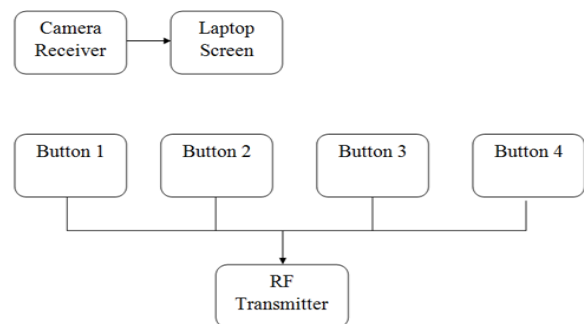 Camera
Receiver
Laptop
Screen
Button 1
Button 2
Button 3
Button 4
RF
Transmitter